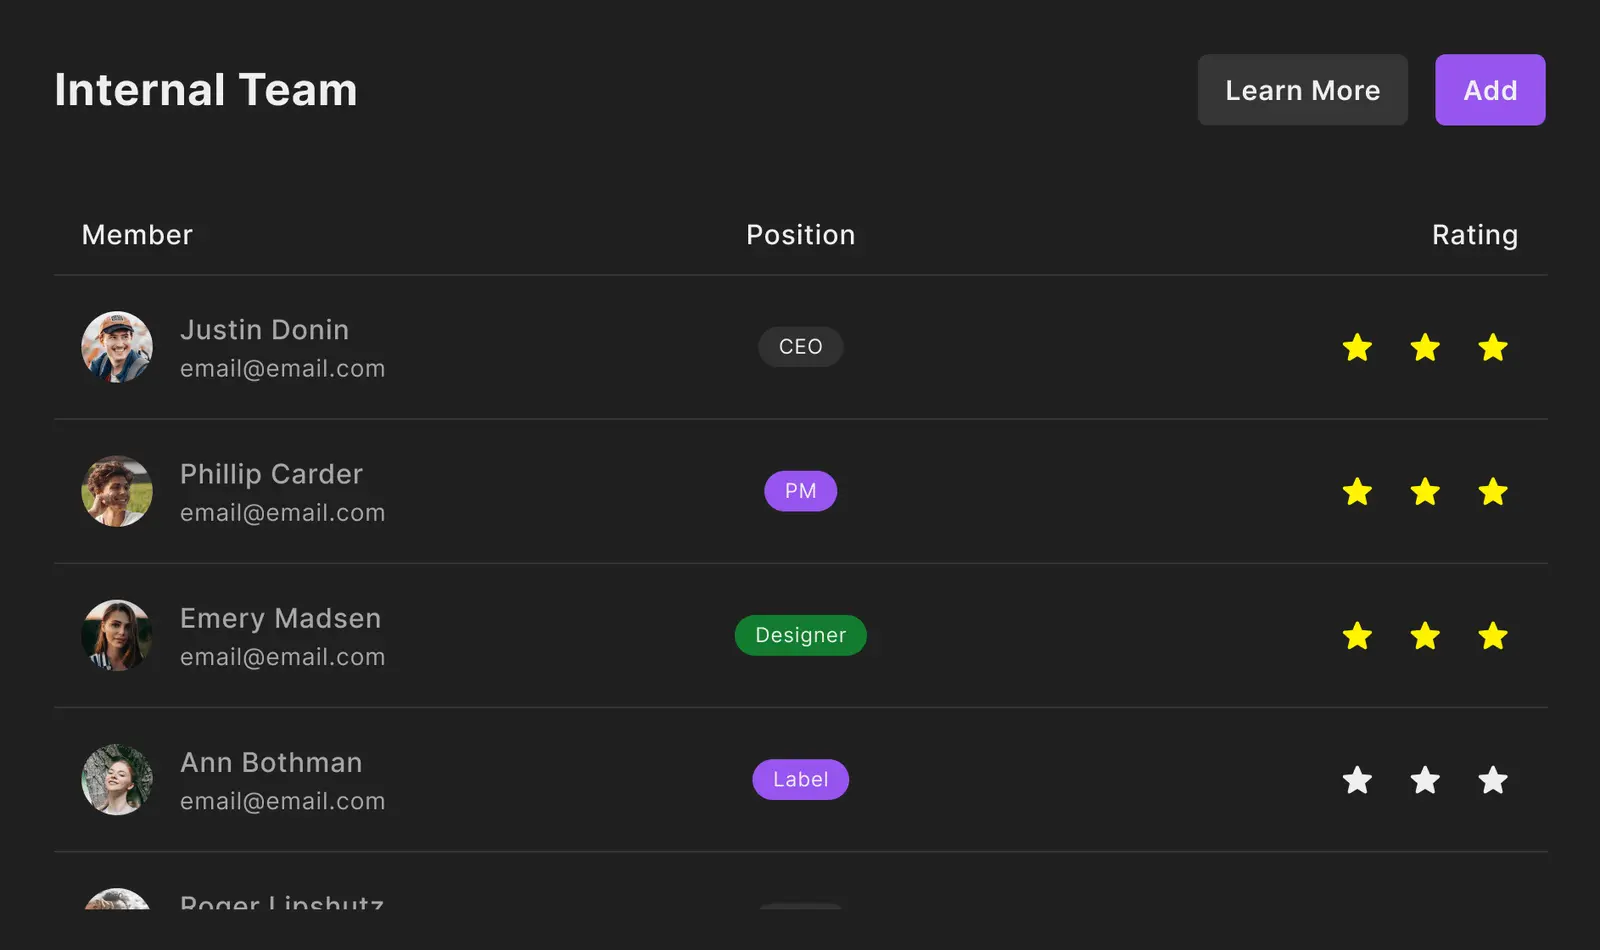 Internal Team
Learn More
Add
Member
Position
Rating
Justin Donin
email@email.com
CEO
Phillip Carder
email@email.com
PM
Emery Madsen
email@email.com
Designer
Ann Bothman
email@email.com
Label
Roger Lipshutz